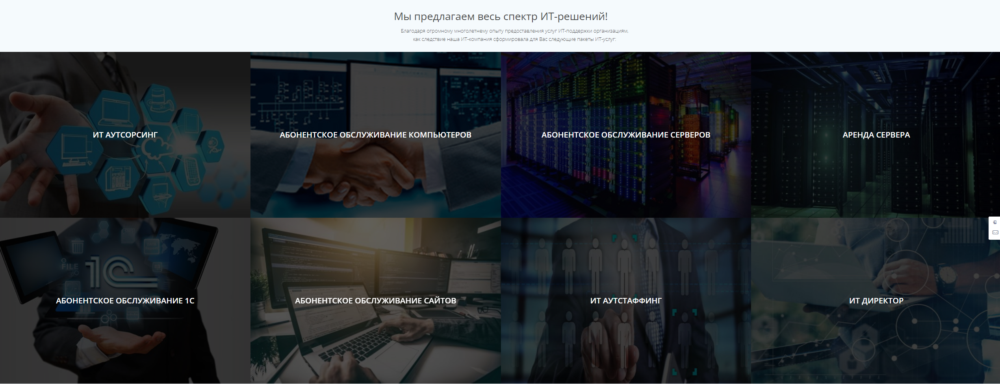 Мы предлагаем весь спектр ИТ-решений!
Благодаря огромному многолетнему опыту предоставления услуг ИТ-поддержки организациям,
как следствие наша ИТ-компания сформировала для Вас следующие пакеты ИТ-услуг:
ИТ АУТСОРСИНГ
АБОНЕНТСКОЕ ОБСЛУЖИВАНИЕ КОМПЬЮТЕРОВ
АБОНЕНТСКОЕ ОБСЛУЖИВАНИЕ СЕРВЕРОВ
АРЕНДА СЕРВЕРА
FILE
1С
АБОНЕНТСКОЕ ОБСЛУЖИВАНИЕ 1С
АБОНЕНТСКОЕ ОБСЛУЖИВАНИЕ САЙТОВ
ИТ АУТСТАФФИНГ
ИТ ДИРЕКТОР